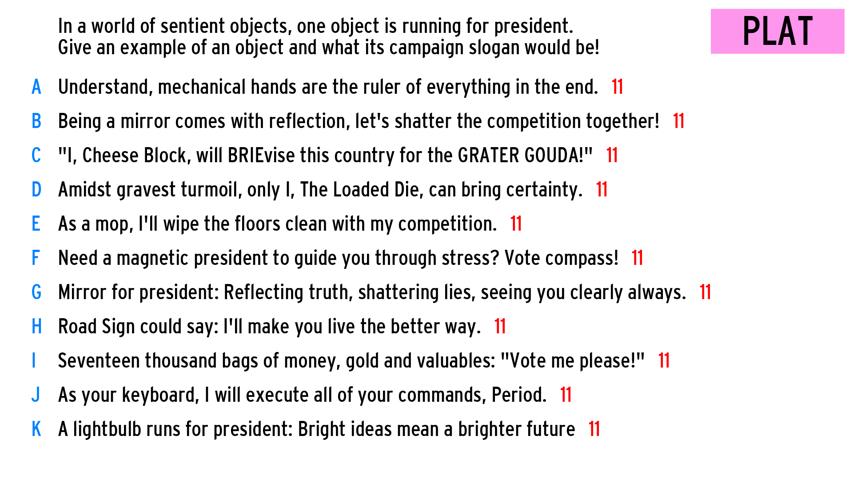 In a world of sentient objects, one object is running for president.
Give an example of an object and what its campaign slogan would be!
PLAT
A Understand, mechanical hands are the ruler of everything in the end. 11
B Being a mirror comes with reflection, let's shatter the competition together! 11
C "I, Cheese Block, will BRIEvise this country for the GRATER GOUDA!" 11
D Amidst gravest turmoil, only I, The Loaded Die, can bring certainty. 11
E As a mop, I'll wipe the floors clean with my competition. 11
F Need a magnetic president to guide you through stress? Vote compass! 11
G Mirror for president: Reflecting truth, shattering lies, seeing you clearly always. 11
H Road Sign could say: I'll make you live the better way. 11
I Seventeen thousand bags of money, gold and valuables: "Vote me please!" 11
J As your keyboard, I will execute all of your commands, Period. 11
K A lightbulb runs for president: Bright ideas mean a brighter future 11